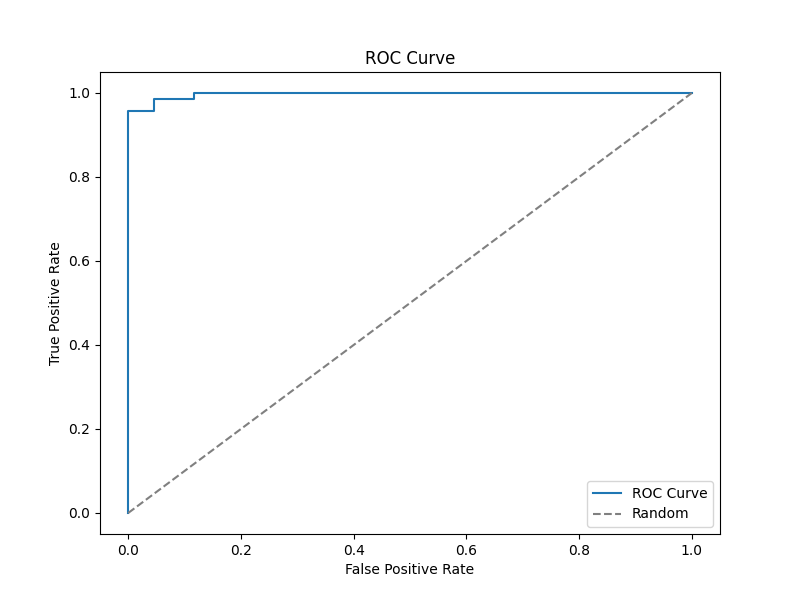 ROC Curve
1.0
0.8
0.6
0.4
0.2
0.0
True Positive Rate
0.0 0.2 0.4 0.6 0.8 1.0
False Positive Rate
ROC Curve
Random